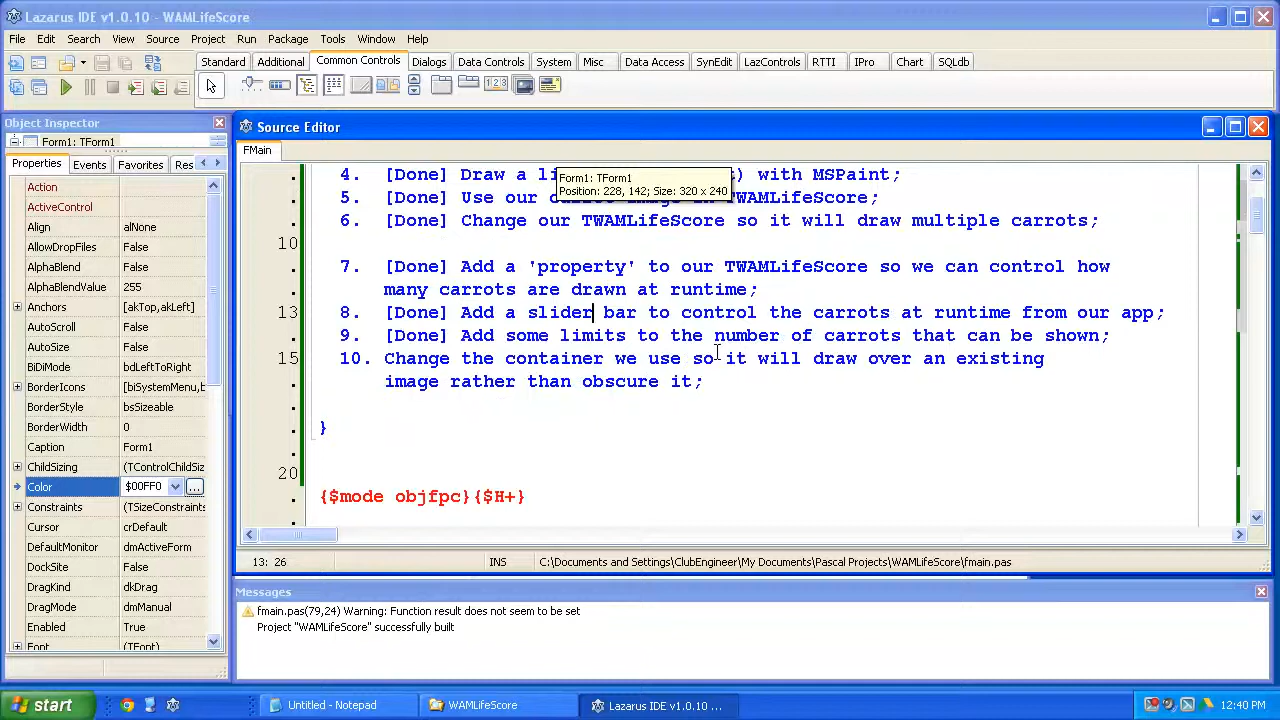 Lazarus IDE v1.0.10 - WAMLifeScore
File Edit Search View Source Project Run Package Tools Window Help
Standard Additional Common Controls Dialogs Data Controls System Misc Data Access SynEdit LazControls RTTI IPro Chart SQLdb
Object Inspector
Form1: TForm1
Properties Events Favorites Res
Action
ActiveControl
Align alNone
AllowDropFiles False
AlphaBlend False
AlphaBlendValue 255
Anchors [akTop,akLeft]
AutoScroll False
AutoSize False
BiDiMode bdLeftToRight
BorderIcons [biSystemMenu,b
BorderStyle bsSizeable
BorderWidth 0
Caption Form1
ChildSizing (TControlChildSiz
Color $00FF0 ...
Constraints (TSizeConstraints
Cursor crDefault
DefaultMonitor dmActiveForm
DockSite False
DragKind dkDrag
DragMode dmManual
Enabled True
Font (TFont)
Source Editor
FMain
4. [Done] Draw a li t) with MSPaint;
Form1: TForm1
Position: 228, 142; Size: 320 x 240
5. [Done] Use our TWAMLifeScore;
6. [Done] Change our TWAMLifeScore so it will draw multiple carrots;
10
7. [Done] Add a 'property' to our TWAMLifeScore so we can control how
many carrots are drawn at runtime;
13 8. [Done] Add a slider bar to control the carrots at runtime from our app;
9. [Done] Add some limits to the number of carrots that can be shown;
15 10. Change the container we use so it will draw over an existing
image rather than obscure it;
}
20
{$mode objfpc}{$H+}
13: 26 INS C:\Documents and Settings\ClubEngineer\My Documents\Pascal Projects\WAMLifeScore\fmain.pas
Messages
fmain.pas(79,24) Warning: Function result does not seem to be set
Project "WAMLifeScore" successfully built
start Untitled - Notepad WAMLifeScore Lazarus IDE v1.0.10 ... 12:40 PM